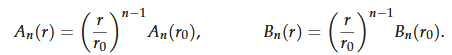 A_n(r) = (r/r_0)^{n-1} A_n(r_0),    B_n(r) = (r/r_0)^{n-1} B_n(r_0).